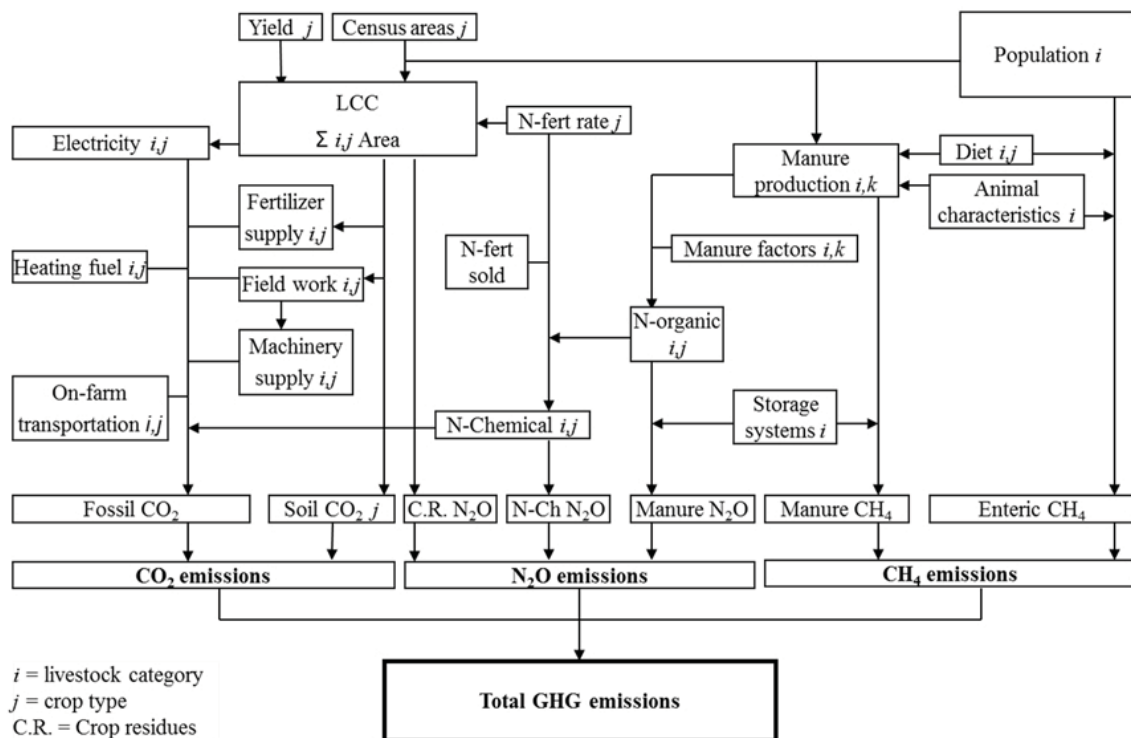 Yield j
Census areas j
Population i
LCC
Σ i,j Area
N-fert rate j
Electricity i,j
Manure
production i,k
Diet i,j
Animal
characteristics i
Fertilizer
supply i,j
N-fert
sold
Manure factors i,k
Heating fuel i,j
Field work i,j
N-organic
i,j
Machinery
supply i,j
On-farm
transportation i,j
N-Chemical i,j
Storage
systems i
Fossil CO₂
Soil CO₂ j
C.R. N₂O
N-Ch N₂O
Manure N₂O
Manure CH₄
Enteric CH₄
CO₂ emissions
N₂O emissions
CH₄ emissions
i = livestock category
j = crop type
C.R. = Crop residues
Total GHG emissions